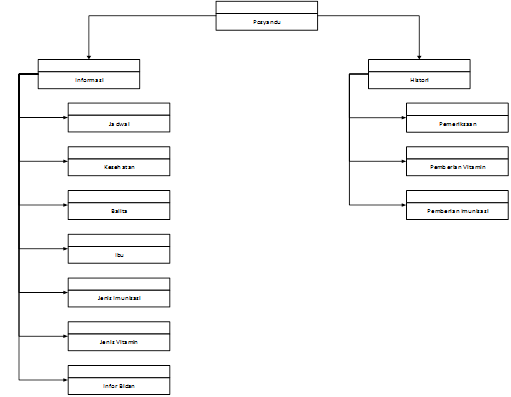 Posyandu
Informasi
Histori
Jadwal
Pemeriksaan
Kesehatan
Pemberian Vitamin
Balita
Pemberian Imunisasi
Ibu
Jenis Imunisasi
Jenis Vitamin
Infor Bidan